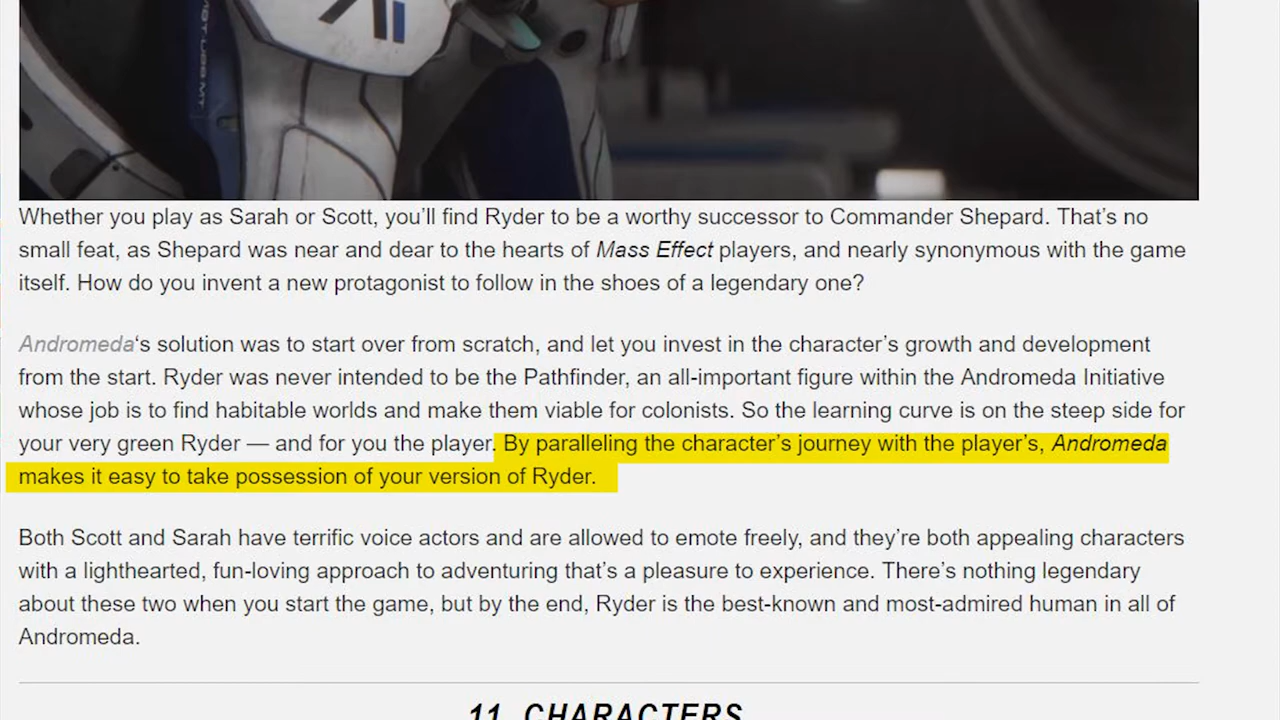 Whether you play as Sarah or Scott, you’ll find Ryder to be a worthy successor to Commander Shepard. That’s no
small feat, as Shepard was near and dear to the hearts of Mass Effect players, and nearly synonymous with the game
itself. How do you invent a new protagonist to follow in the shoes of a legendary one?
Andromeda‘s solution was to start over from scratch, and let you invest in the character’s growth and development
from the start. Ryder was never intended to be the Pathfinder, an all-important figure within the Andromeda Initiative
whose job is to find habitable worlds and make them viable for colonists. So the learning curve is on the steep side for
your very green Ryder — and for you the player. By paralleling the character’s journey with the player’s, Andromeda
makes it easy to take possession of your version of Ryder.
Both Scott and Sarah have terrific voice actors and are allowed to emote freely, and they’re both appealing characters
with a lighthearted, fun-loving approach to adventuring that’s a pleasure to experience. There’s nothing legendary
about these two when you start the game, but by the end, Ryder is the best-known and most-admired human in all of
Andromeda.
11. CHARACTERS